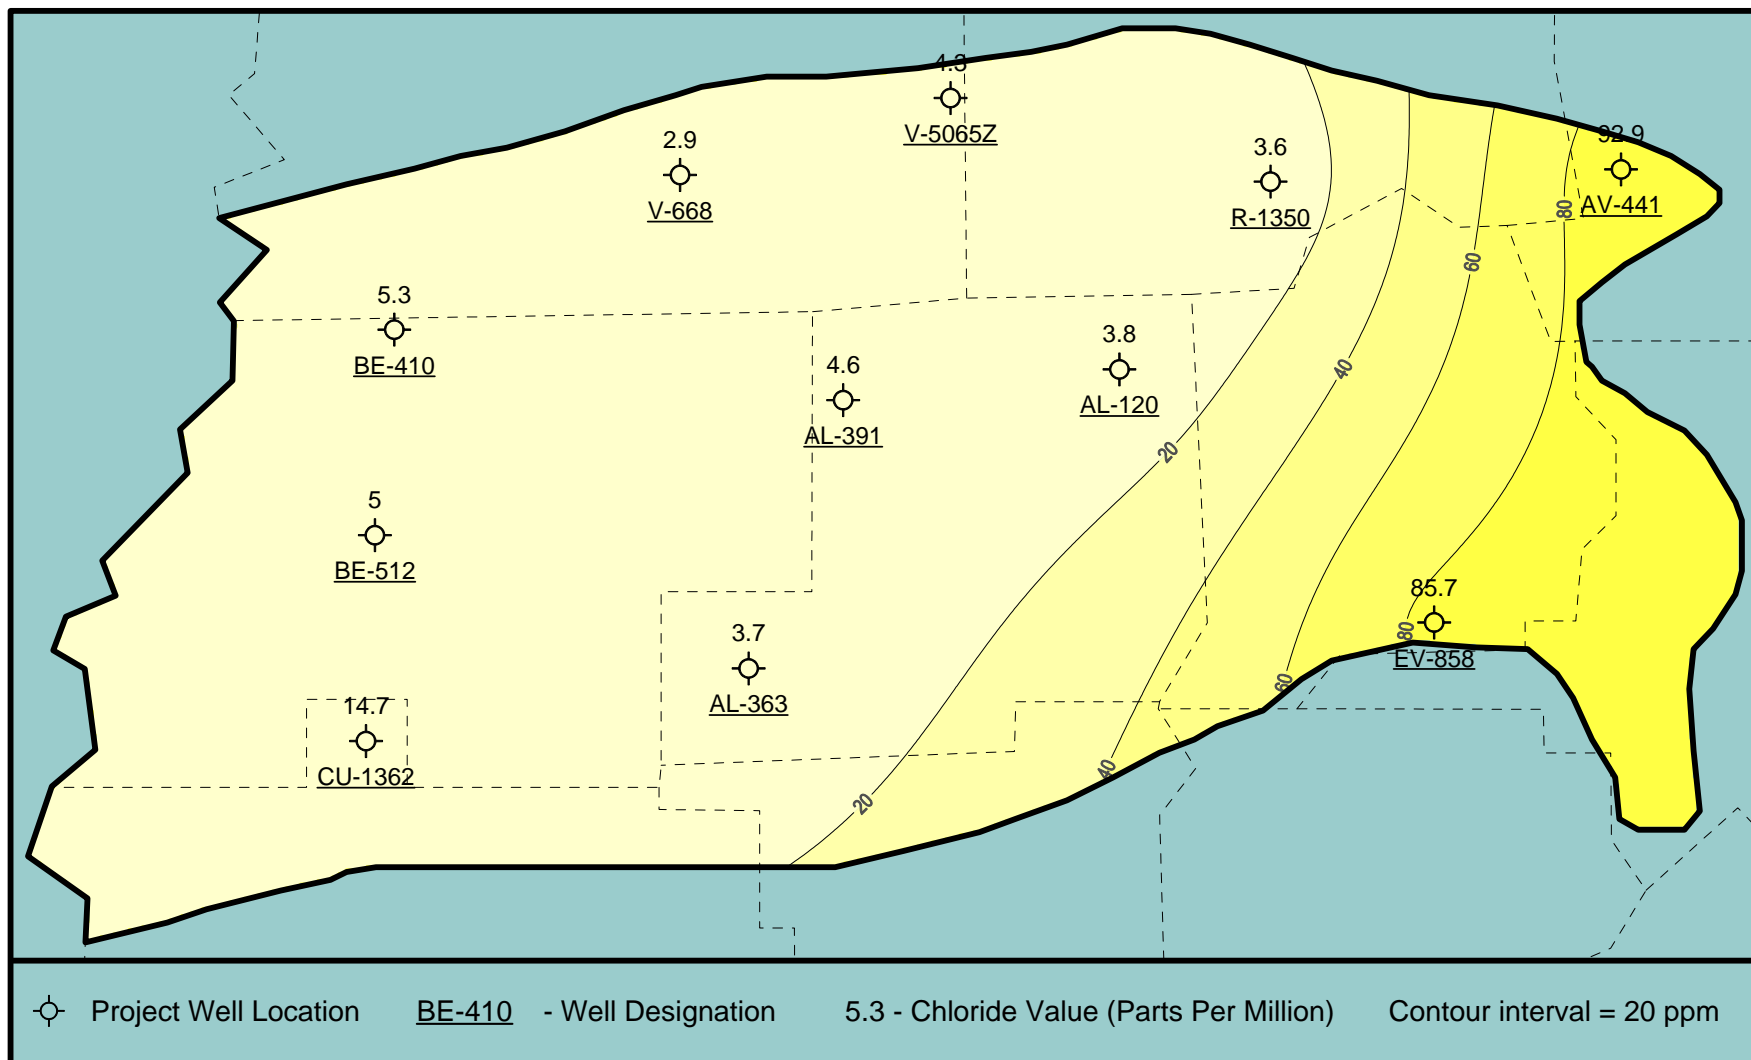 4.3
V-5065Z
2.9
V-668
3.6
R-1350
92.9
AV-441
80
60
5.3
BE-410
4.6
AL-391
3.8
AL-120
40
20
5
BE-512
85.7
80
EV-858
3.7
AL-363
60
14.7
CU-1362
40
20
Project Well Location BE-410 - Well Designation 5.3 - Chloride Value (Parts Per Million) Contour interval = 20 ppm